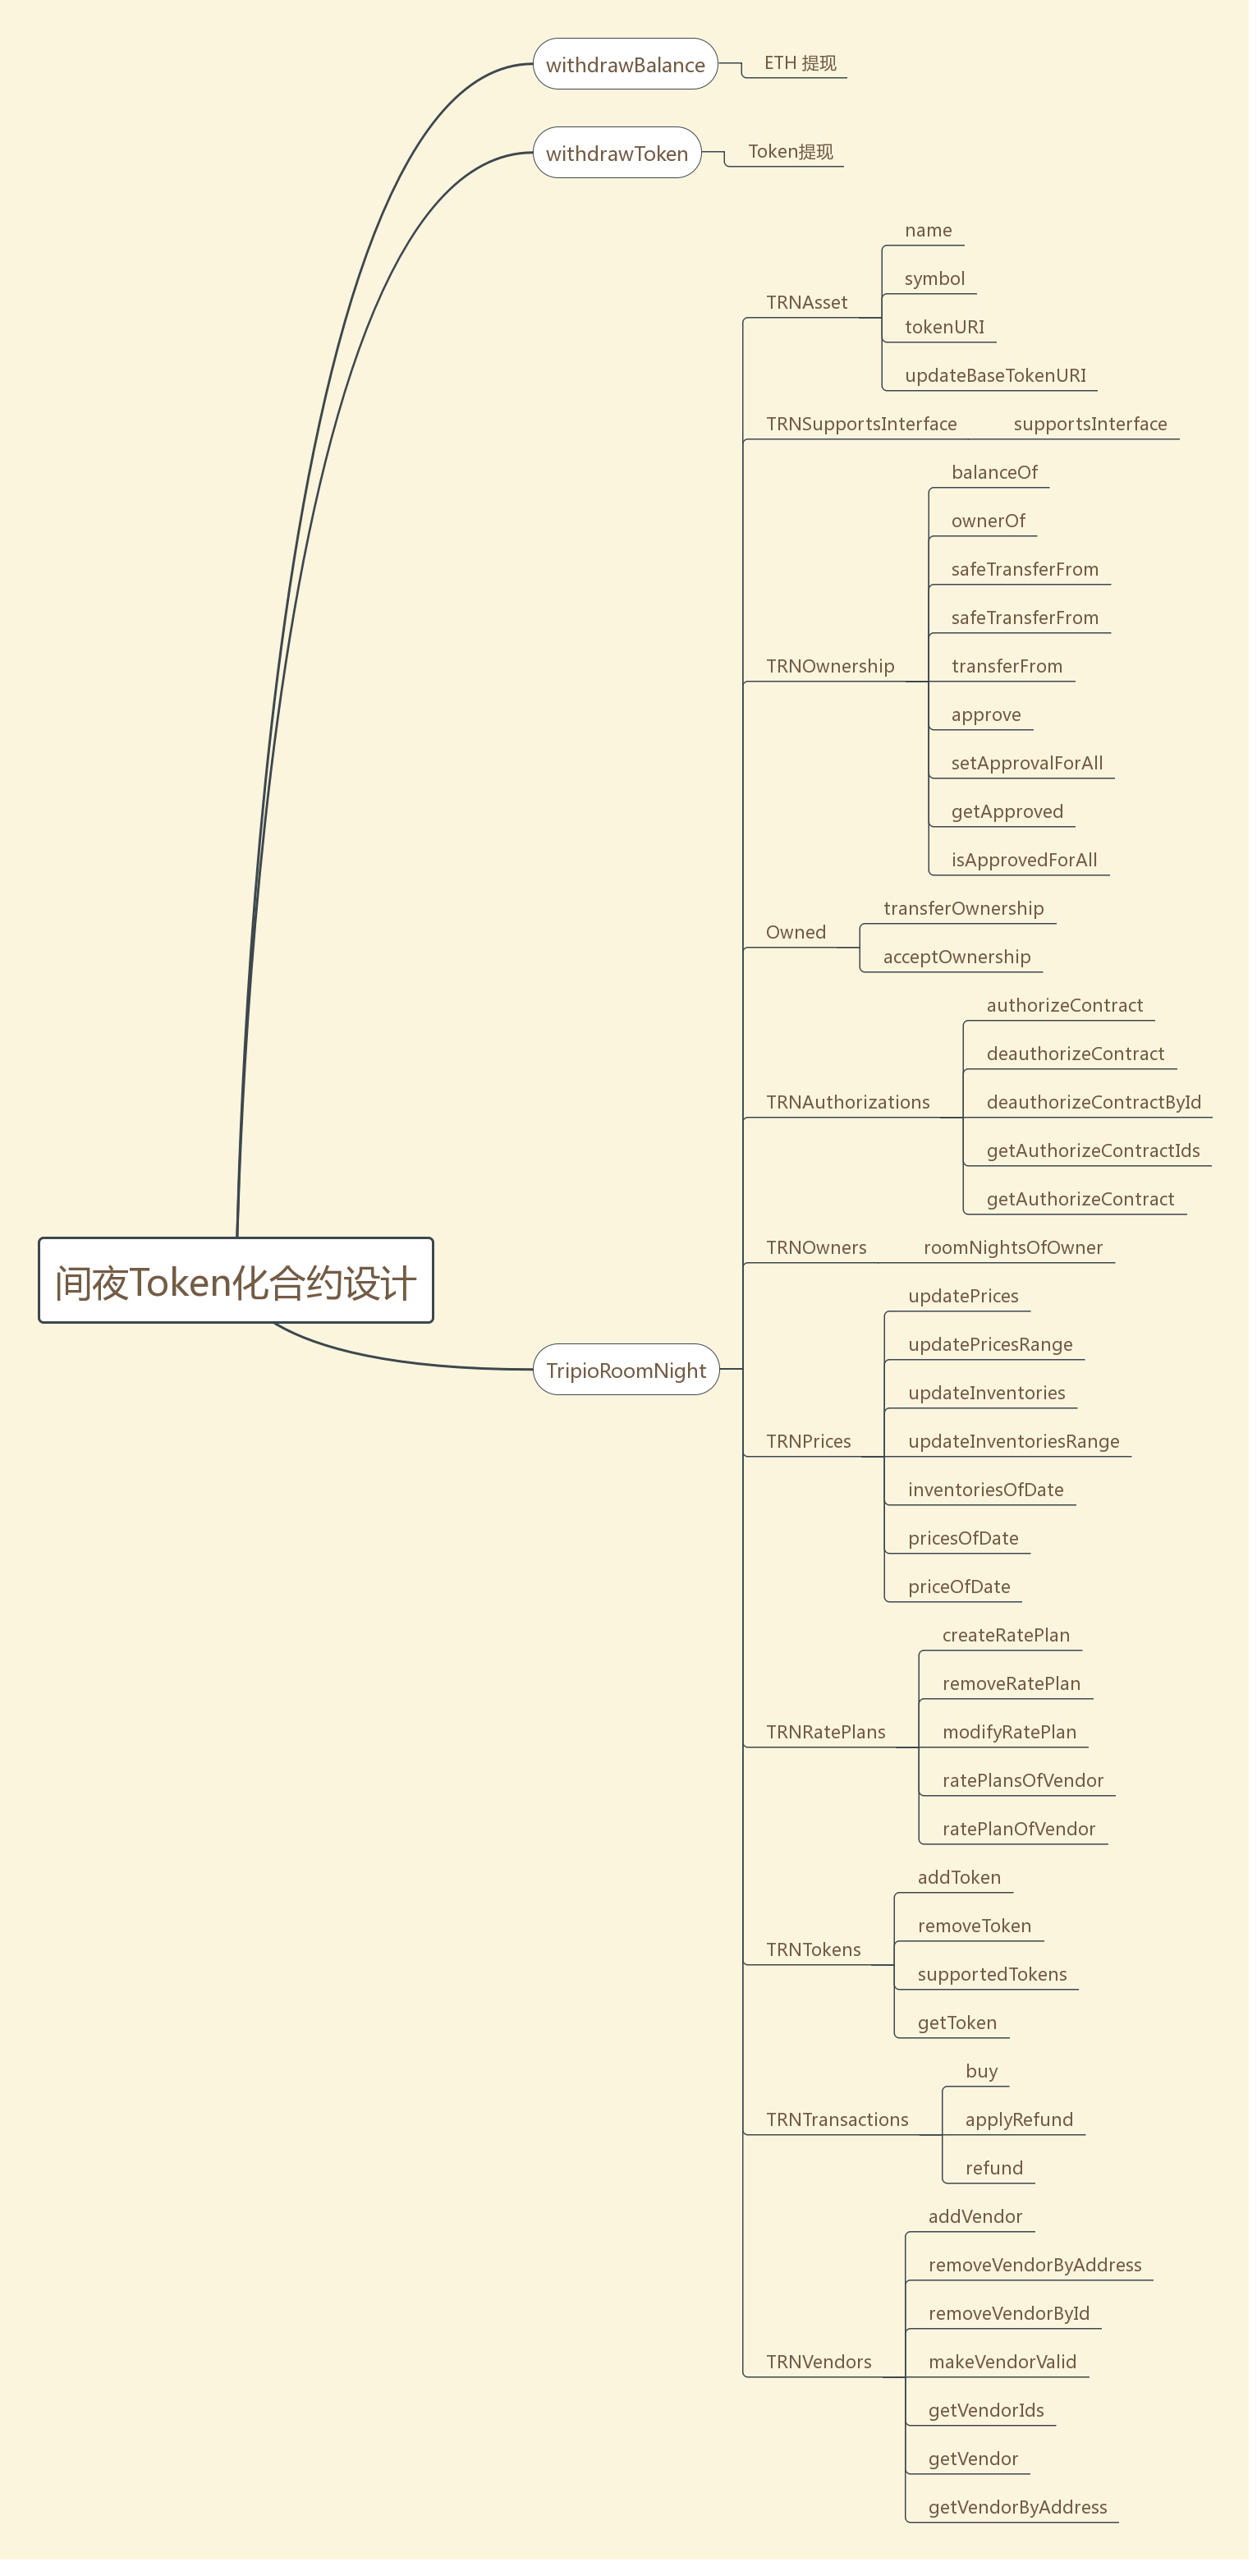 withdrawBalance
ETH 提现
withdrawToken
Token提现
name
symbol
TRNAsset
tokenURI
updateBaseTokenURI
TRNSupportsInterface
supportsInterface
balanceOf
ownerOf
safeTransferFrom
safeTransferFrom
TRNOwnership
transferFrom
approve
setApprovalForAll
getApproved
isApprovedForAll
transferOwnership
Owned
acceptOwnership
authorizeContract
deauthorizeContract
TRNAuthorizations
deauthorizeContractById
getAuthorizeContractIds
getAuthorizeContract
TRNOwners
roomNightsOfOwner
间夜Token化合约设计
updatePrices
updatePricesRange
TripioRoomNight
updateInventories
TRNPrices
updateInventoriesRange
inventoriesOfDate
pricesOfDate
priceOfDate
createRatePlan
removeRatePlan
TRNRatePlans
modifyRatePlan
ratePlansOfVendor
ratePlanOfVendor
addToken
removeToken
TRNTokens
supportedTokens
getToken
buy
TRNTransactions
applyRefund
refund
addVendor
removeVendorByAddress
removeVendorById
TRNVendors
makeVendorValid
getVendorIds
getVendor
getVendorByAddress